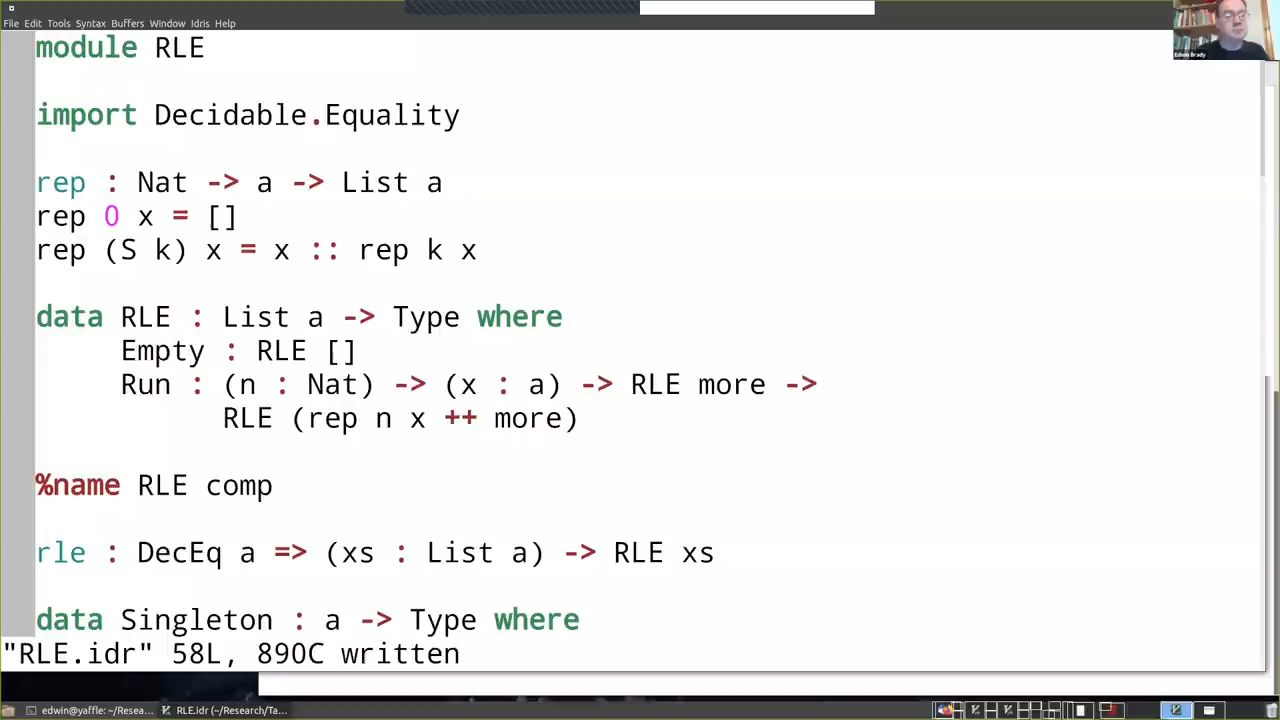 File Edit Tools Syntax Buffers Window Idris Help
Edwin Brady
module RLE
import Decidable.Equality
rep : Nat -> a -> List a
rep 0 x = []
rep (S k) x = x :: rep k x
data RLE : List a -> Type where
Empty : RLE []
Run : (n : Nat) -> (x : a) -> RLE more ->
RLE (rep n x ++ more)
%name RLE comp
rle : DecEq a => (xs : List a) -> RLE xs
data Singleton : a -> Type where
"RLE.idr" 58L, 890C written
edwin@yaffle: ~/Resea...
RLE.idr (~/Research/Ta...